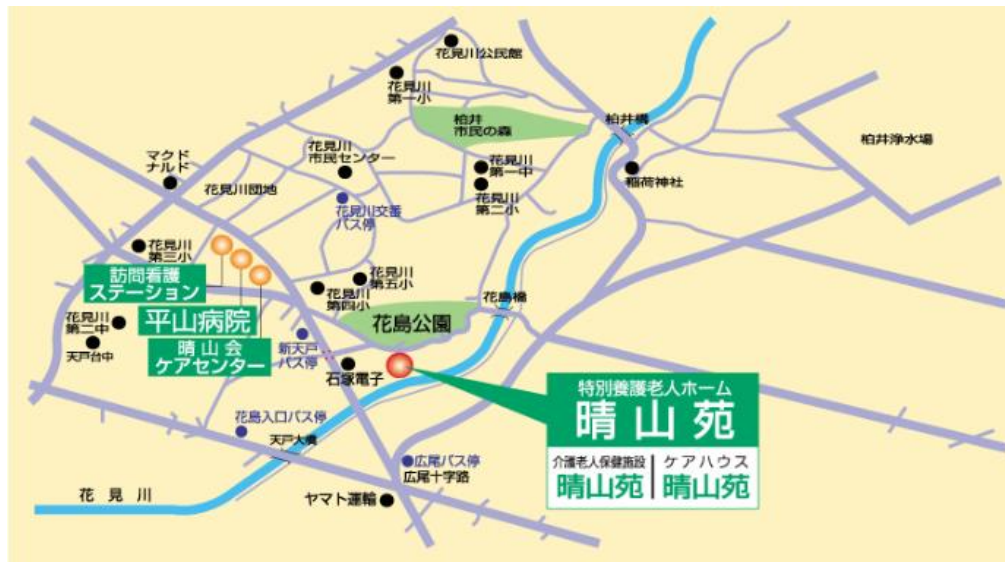 花見川公民館
花見川
第一小
柏井
市民の森
柏井橋
柏井浄水場
マクド
ナルド
花見川
市民センター
花見川団地
花見川
第一中
花見川
第二小
稲荷神社
花見川交番
バス停
花見川
第三小
訪問看護
ステーション
花見川
第五小
花見川
第四小
花島橋
花見川
第二中
平山病院
花島公園
天戸台中
晴山会
ケアセンター
新天戸
バス停
石塚電子
特別養護老人ホーム
晴山苑
介護老人保健施設
晴山苑
ケアハウス
晴山苑
花島入口バス停
天戸大橋
広尾バス停
広尾十字路
花見川
ヤマト運輸